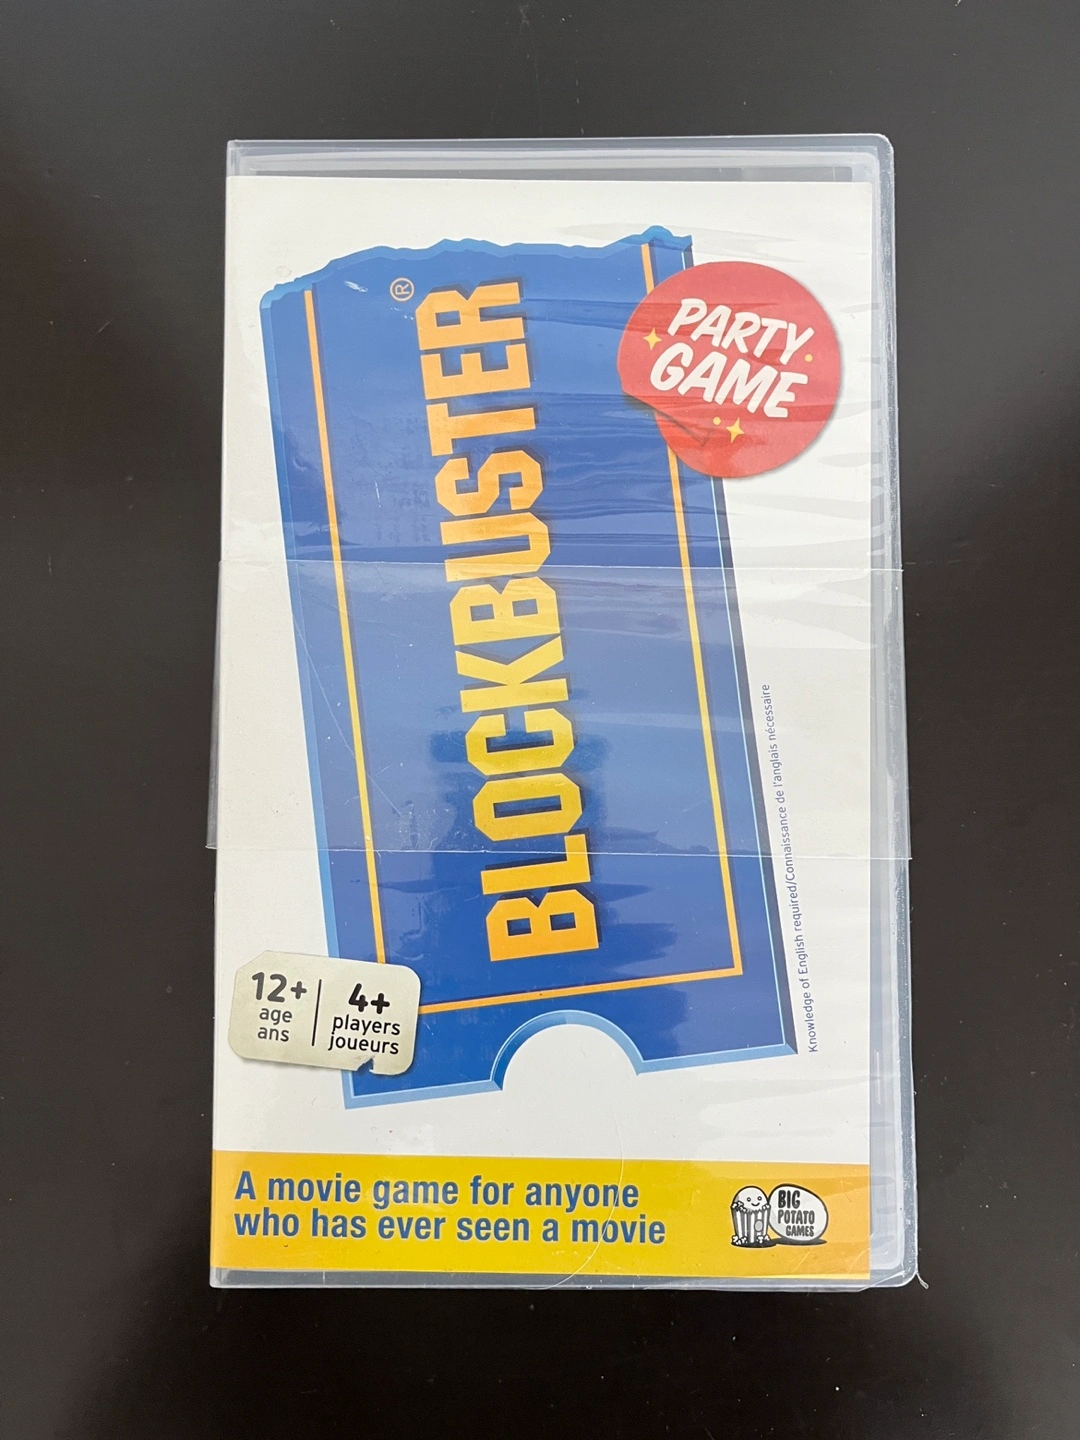 BLOCKBUSTER®
PARTY
GAME
12+
age
ans
4+
players
joueurs
Knowledge of English required/Connaissance de l'anglais nécessaire
A movie game for anyone
who has ever seen a movie
BIG
POTATO
GAMES